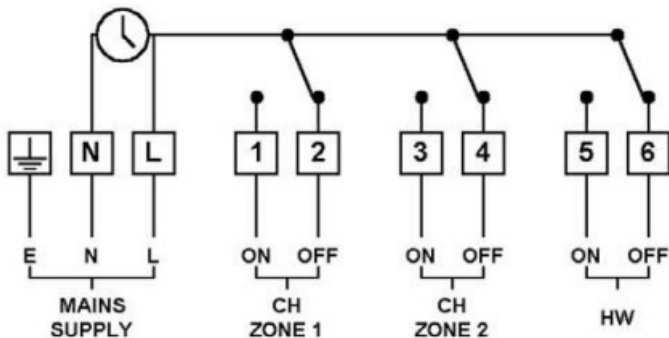 N L 1 2 3 4 5 6
E N L ON OFF ON OFF ON OFF
MAINS SUPPLY
CH ZONE 1
CH ZONE 2
HW